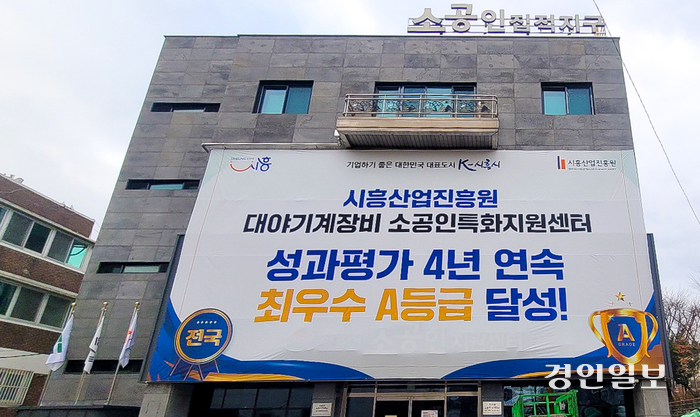 소공인집적지구
시흥
기업하기 좋은 대한민국 대표도시 K-시흥시
시흥산업진흥원
시흥산업진흥원
대야기계장비 소공인특화지원센터
성과평가 4년 연속
최우수 A등급 달성!
전국
A
GRADE
경인일보